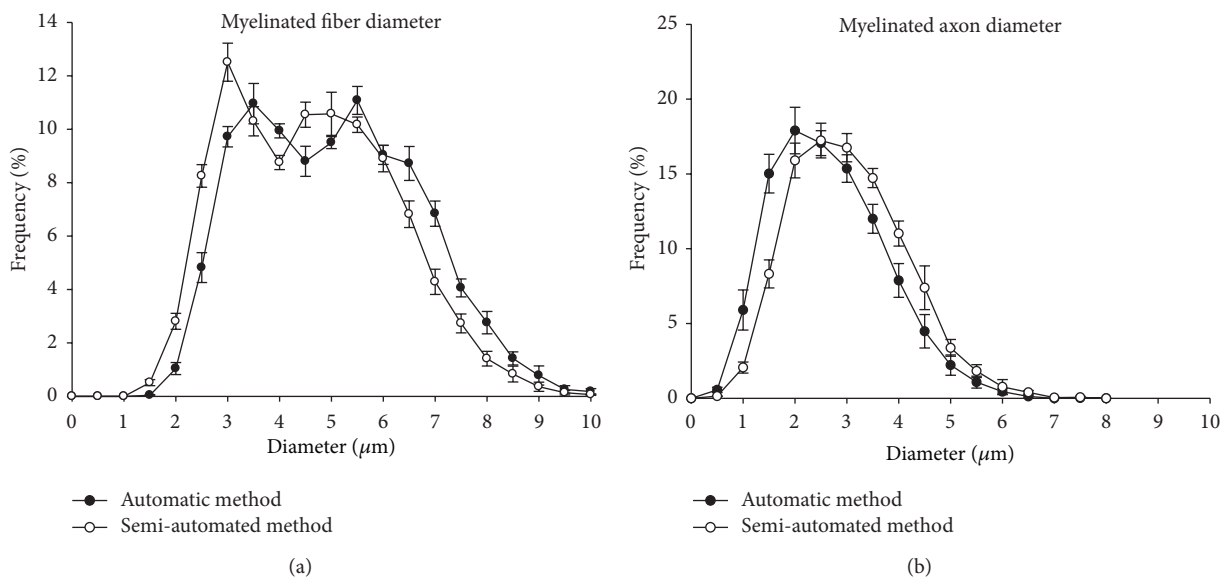 Myelinated fiber diameter
14
12
10
8
6
4
2
0
Frequency (%)
0 1 2 3 4 5 6 7 8 9 10
Diameter (μm)
Automatic method
Semi-automated method
(a)
Myelinated axon diameter
25
20
15
10
5
0
Frequency (%)
0 1 2 3 4 5 6 7 8 9 10
Diameter (μm)
Automatic method
Semi-automated method
(b)